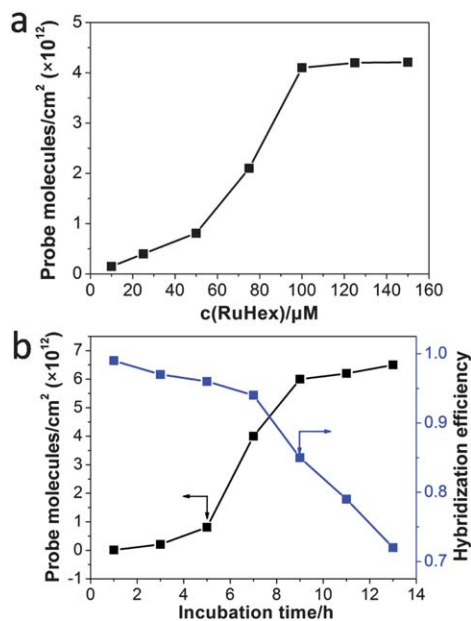 a
Probe molecules/cm² (×10¹²)
5
4
3
2
1
0
0 20 40 60 80 100 120 140 160
c(RuHex)/µM
b
Probe molecules/cm² (×10¹²)
7
6
5
4
3
2
1
0
-1
0 2 4 6 8 10 12 14
Incubation time/h
1.0
0.9
0.8
0.7
Hybridization efficiency